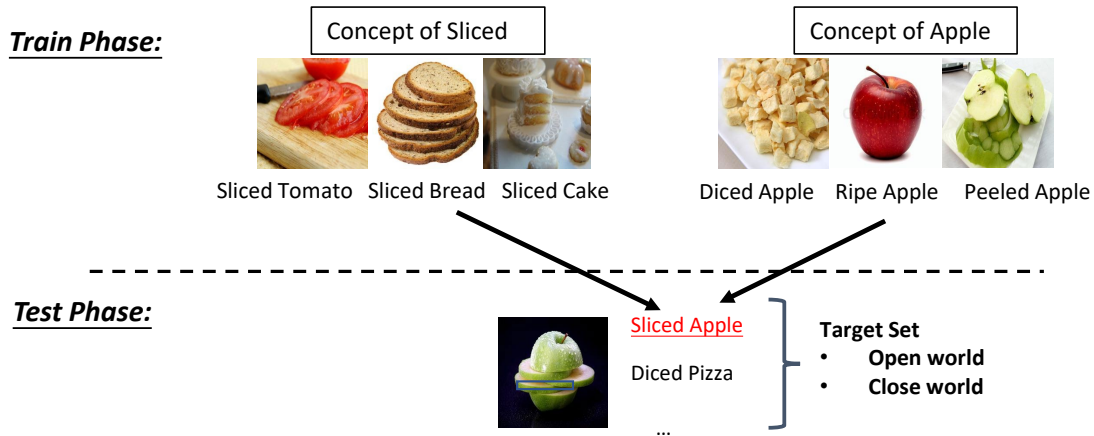 Train Phase:
Concept of Sliced
Concept of Apple
Sliced Tomato
Sliced Bread
Sliced Cake
Diced Apple
Ripe Apple
Peeled Apple
Test Phase:
Sliced Apple
Diced Pizza
...
Target Set
• Open world
• Close world